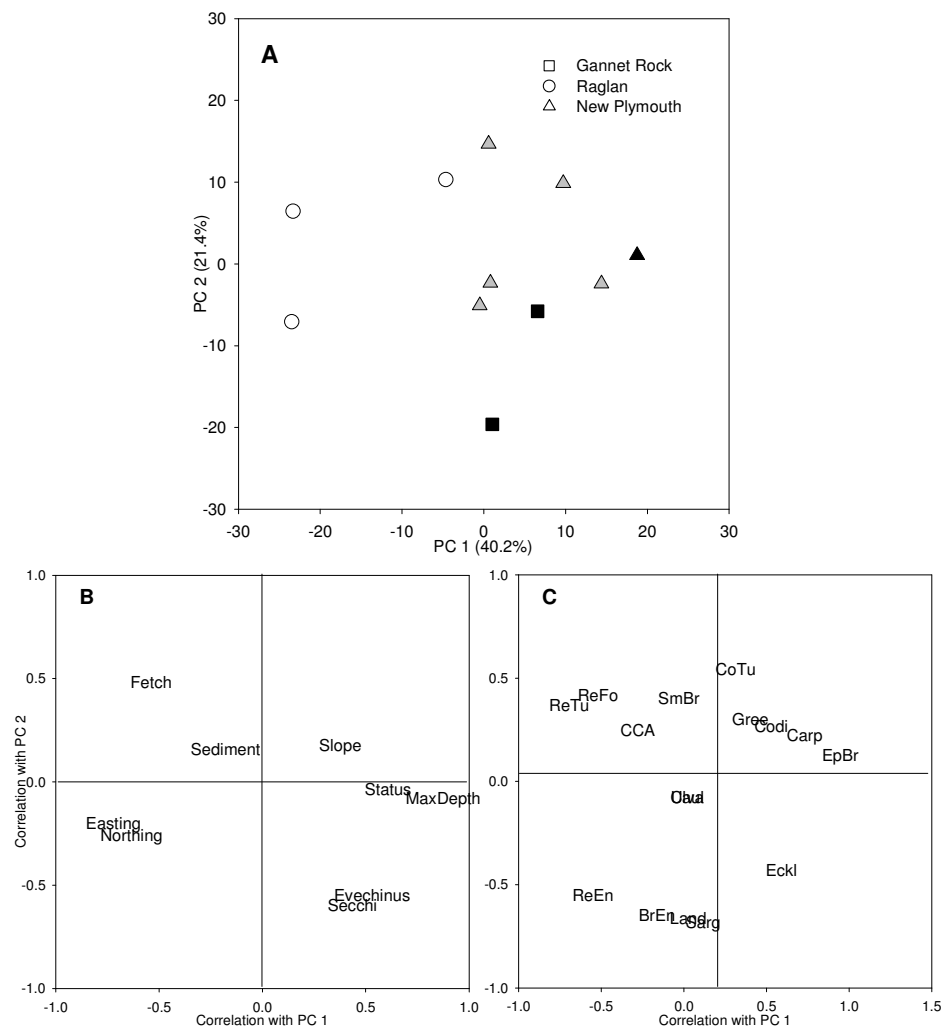 30
A
Gannet Rock
Raglan
New Plymouth
20
10
PC 2 (21.4%)
0
-10
-20
-30
-30 -20 -10 0 10 20 30
PC 1 (40.2%)
1.0
B
0.5
Fetch
Sediment Slope
0.0
Status
MaxDepth
Correlation with PC 2
Easting
Northing
-0.5
Evechinus
Secchi
-1.0
-1.0 -0.5 0.0 0.5 1.0
Correlation with PC 1
1.0
C
CoTu
0.5
ReFo SmBr
ReTu
Gree
CCA Codi
Carp
EpBr
0.0
Caul
Eckl
-0.5
ReEn
BrEn Land
Sarg
-1.0
-1.0 -0.5 0.0 0.5 1.0 1.5
Correlation with PC 1